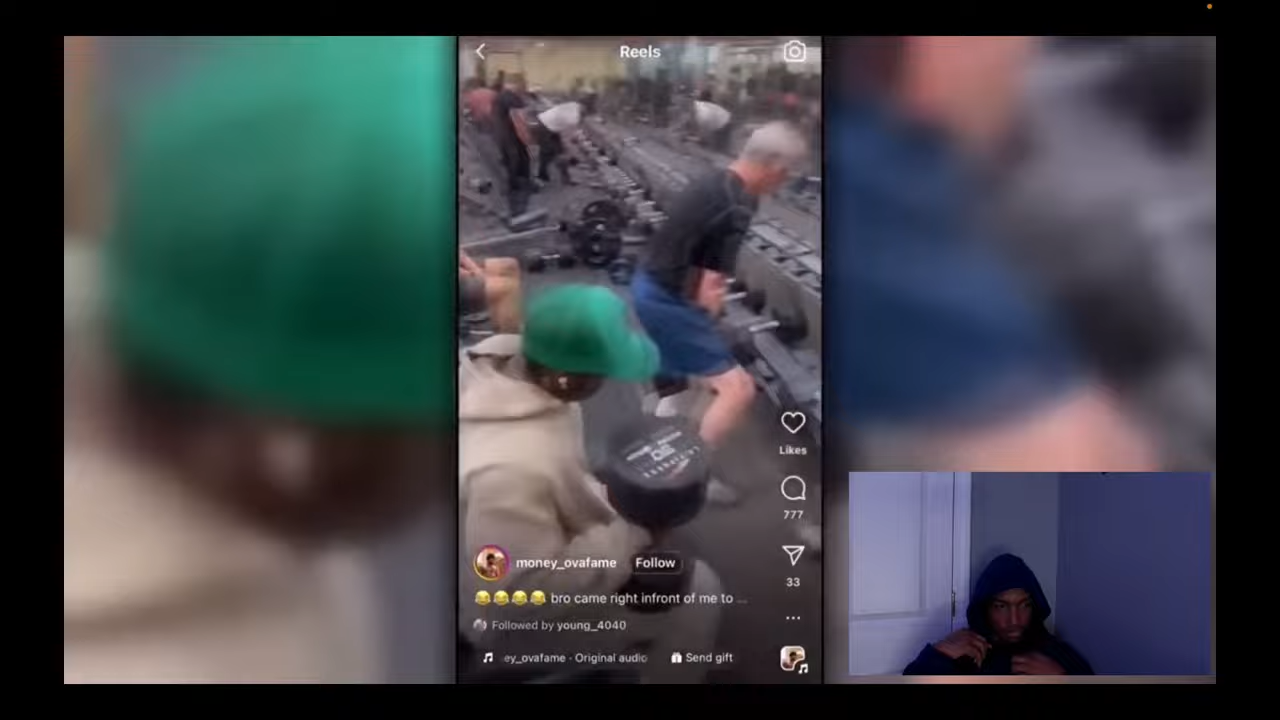 Reels
Likes
777
33
money_ovafame Follow
😂😂😂😂 bro came right infront of me to ...
Followed by young_4040
ey_ovafame · Original audio Send gift